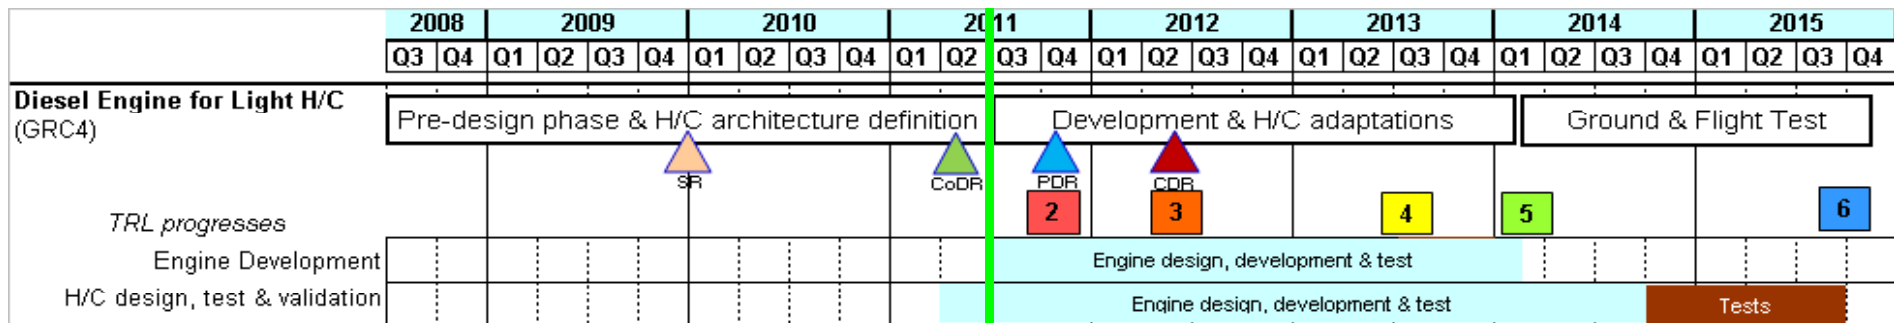 2008 2009 2010 2011 2012 2013 2014 2015
Q3 Q4 Q1 Q2 Q3 Q4 Q1 Q2 Q3 Q4 Q1 Q2 Q3 Q4 Q1 Q2 Q3 Q4 Q1 Q2 Q3 Q4 Q1 Q2 Q3 Q4 Q1 Q2 Q3 Q4
Diesel Engine for Light H/C
(GRC4)
Pre-design phase & H/C architecture definition
Development & H/C adaptations
Ground & Flight Test
SR
CoDR
PDR
CDR
TRL progresses
2
3
4
5
6
Engine Development
Engine design, development & test
H/C design, test & validation
Engine design, development & test
Tests